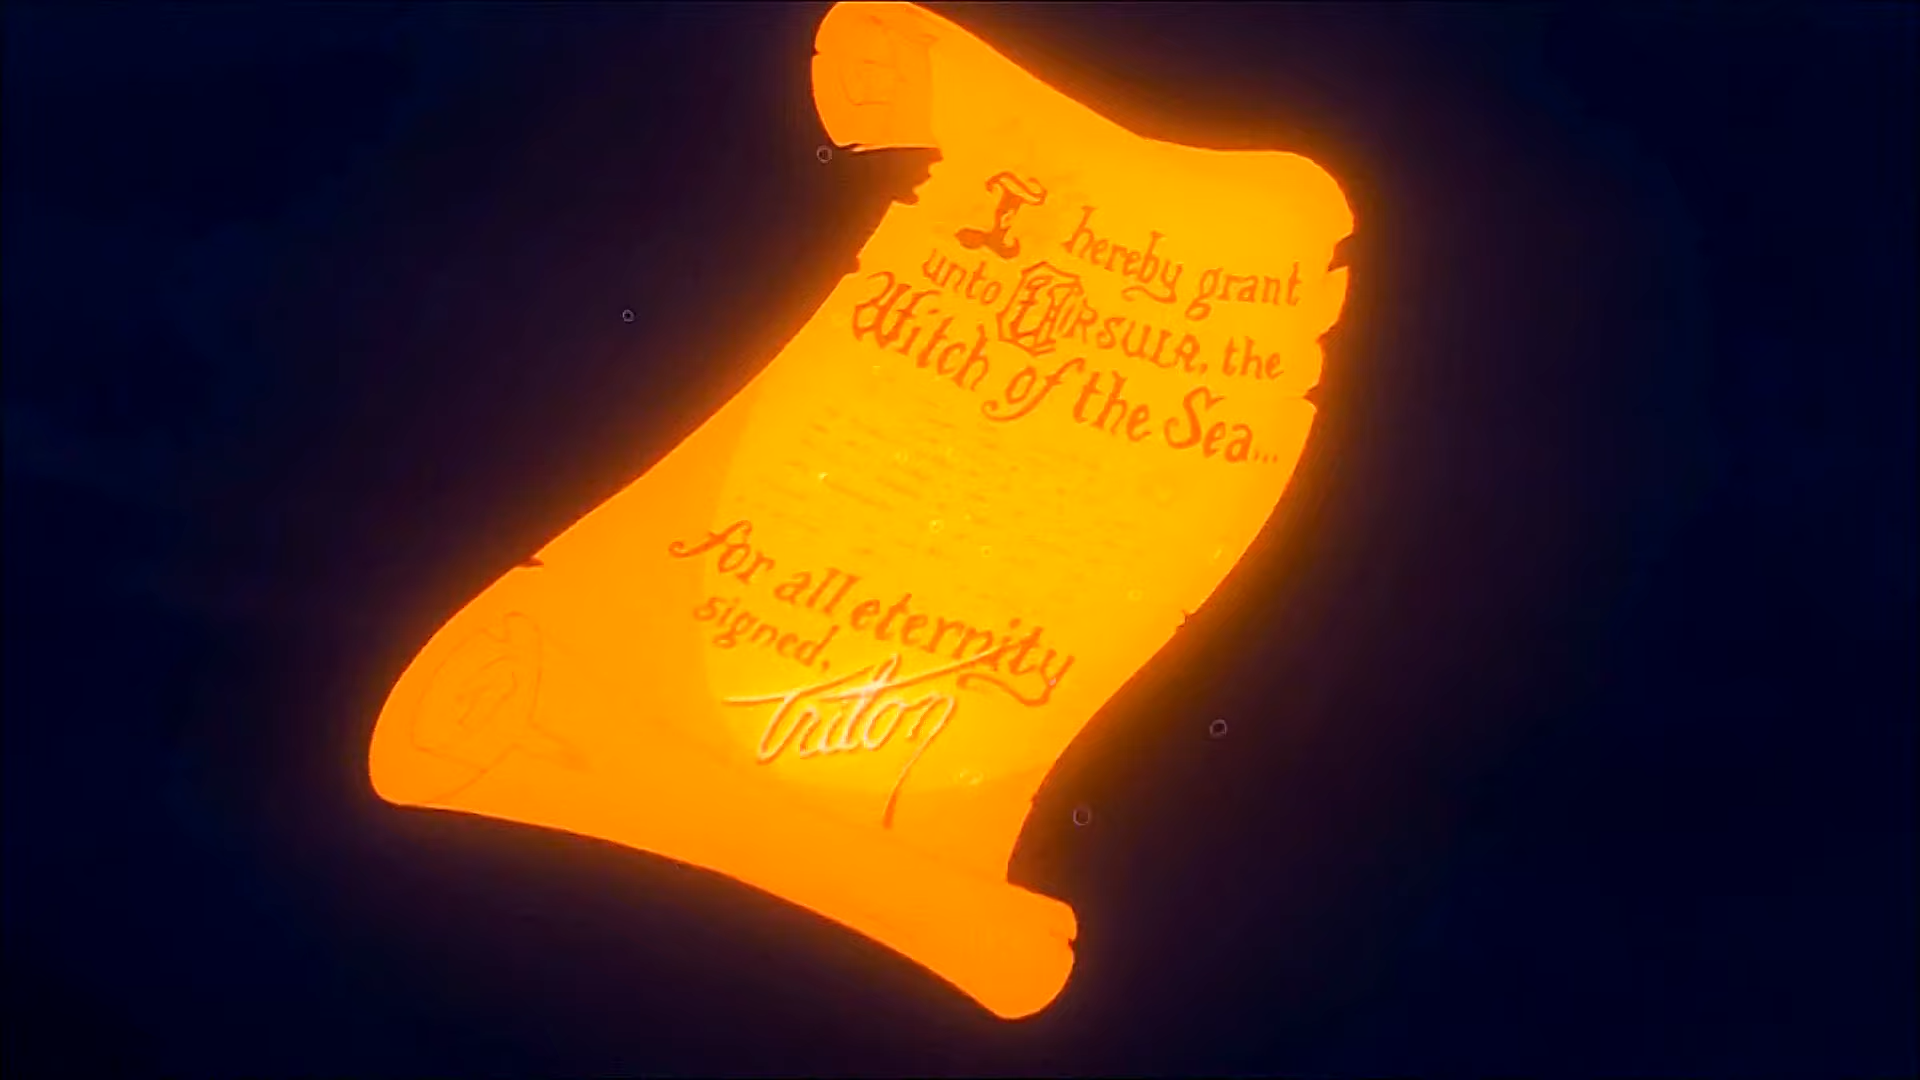 I hereby grant
unto Ursula, the
Witch of the Sea...
for all eternity
signed,
Triton